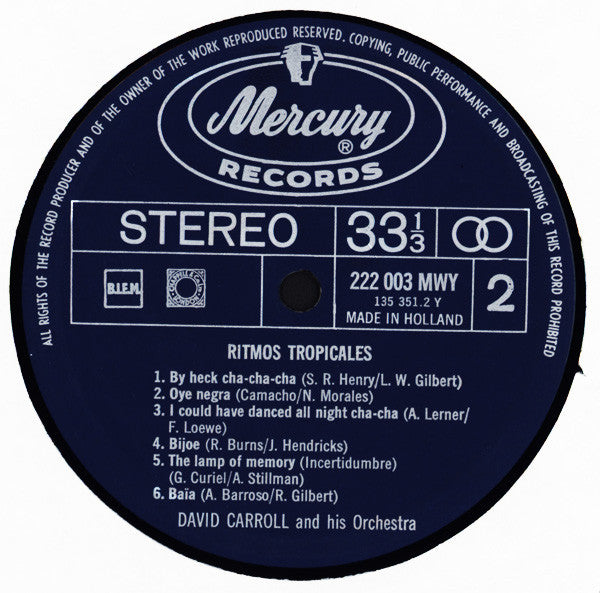 ALL RIGHTS OF THE RECORD PRODUCER AND OF THE OWNER OF THE WORK REPRODUCED RESERVED. COPYING, PUBLIC PERFORMANCE AND BROADCASTING OF THIS RECORD PROHIBITED
Mercury®
RECORDS
STEREO
33 1/3
222 003 MWY
135 351.2 Y
MADE IN HOLLAND
2
B.I.E.M.
RITMOS TROPICALES
1. By heck cha-cha-cha (S. R. Henry/L. W. Gilbert)
2. Oye negra (Camacho/N. Morales)
3. I could have danced all night cha-cha (A. Lerner/
F. Loewe)
4. Bijoe (R. Burns/J. Hendricks)
5. The lamp of memory (Incertidumbre)
(G. Curiel/A. Stillman)
6. Baïa (A. Barroso/R. Gilbert)
DAVID CARROLL and his Orchestra